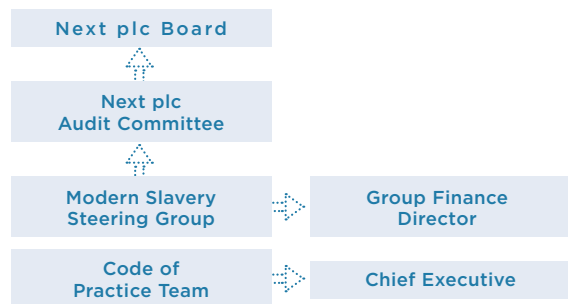 Next plc Board
Next plc
Audit Committee
Modern Slavery
Steering Group
Group Finance
Director
Code of
Practice Team
Chief Executive